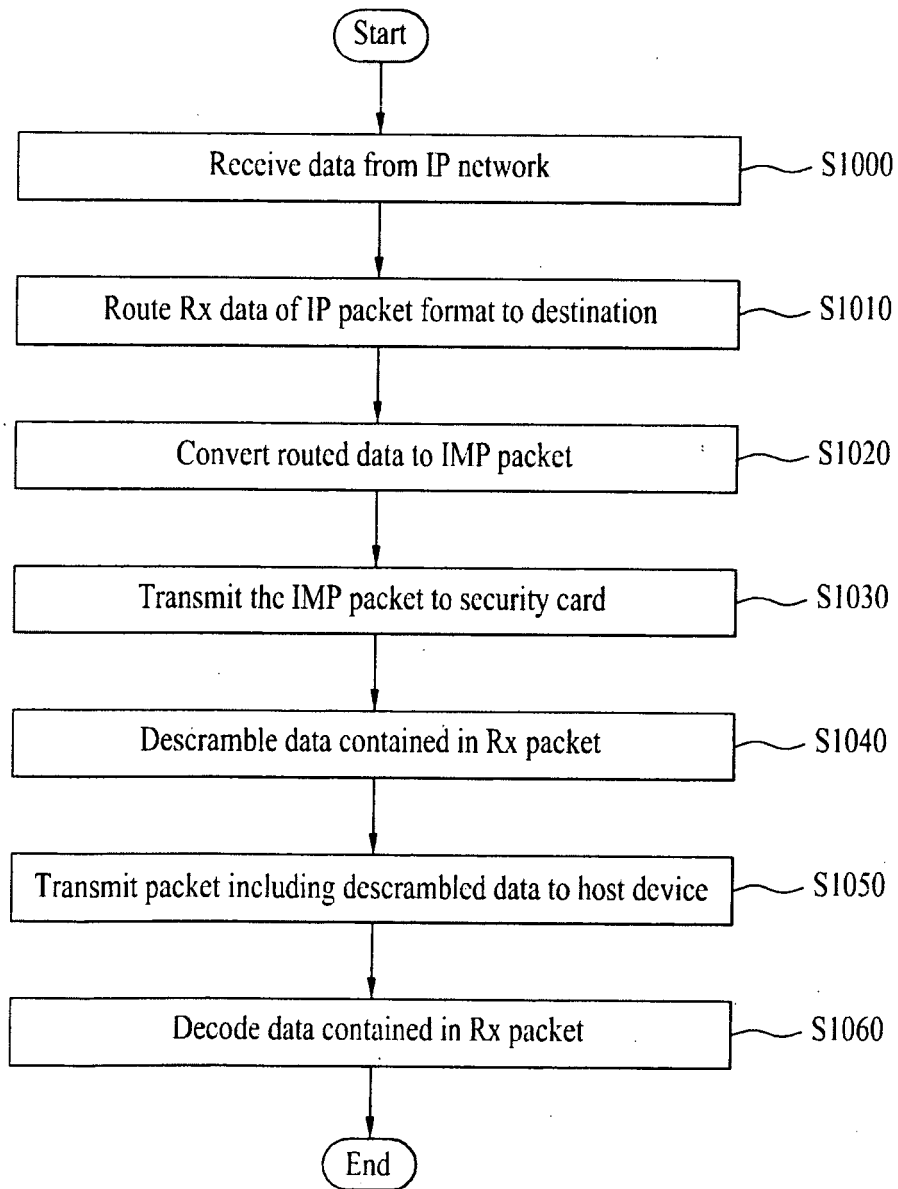 Start
Receive data from IP network
S1000
Route Rx data of IP packet format to destination
S1010
Convert routed data to IMP packet
S1020
Transmit the IMP packet to security card
S1030
Descramble data contained in Rx packet
S1040
Transmit packet including descrambled data to host device
S1050
Decode data contained in Rx packet
S1060
End